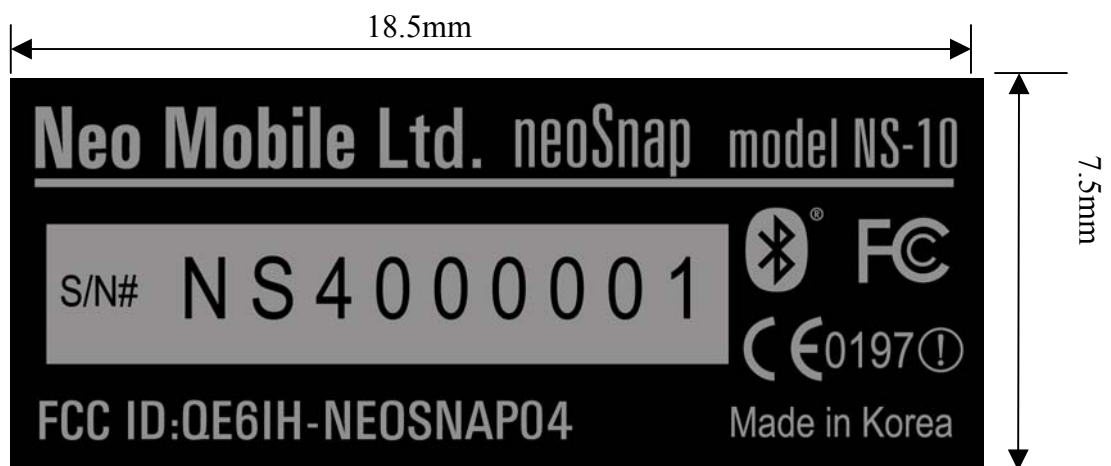 18.5mm
7.5mm
Neo Mobile Ltd. neoSnap model NS-10
S/N# NS4000001
® FC
CE0197!
FCC ID:QE6IH-NEOSNAP04
Made in Korea